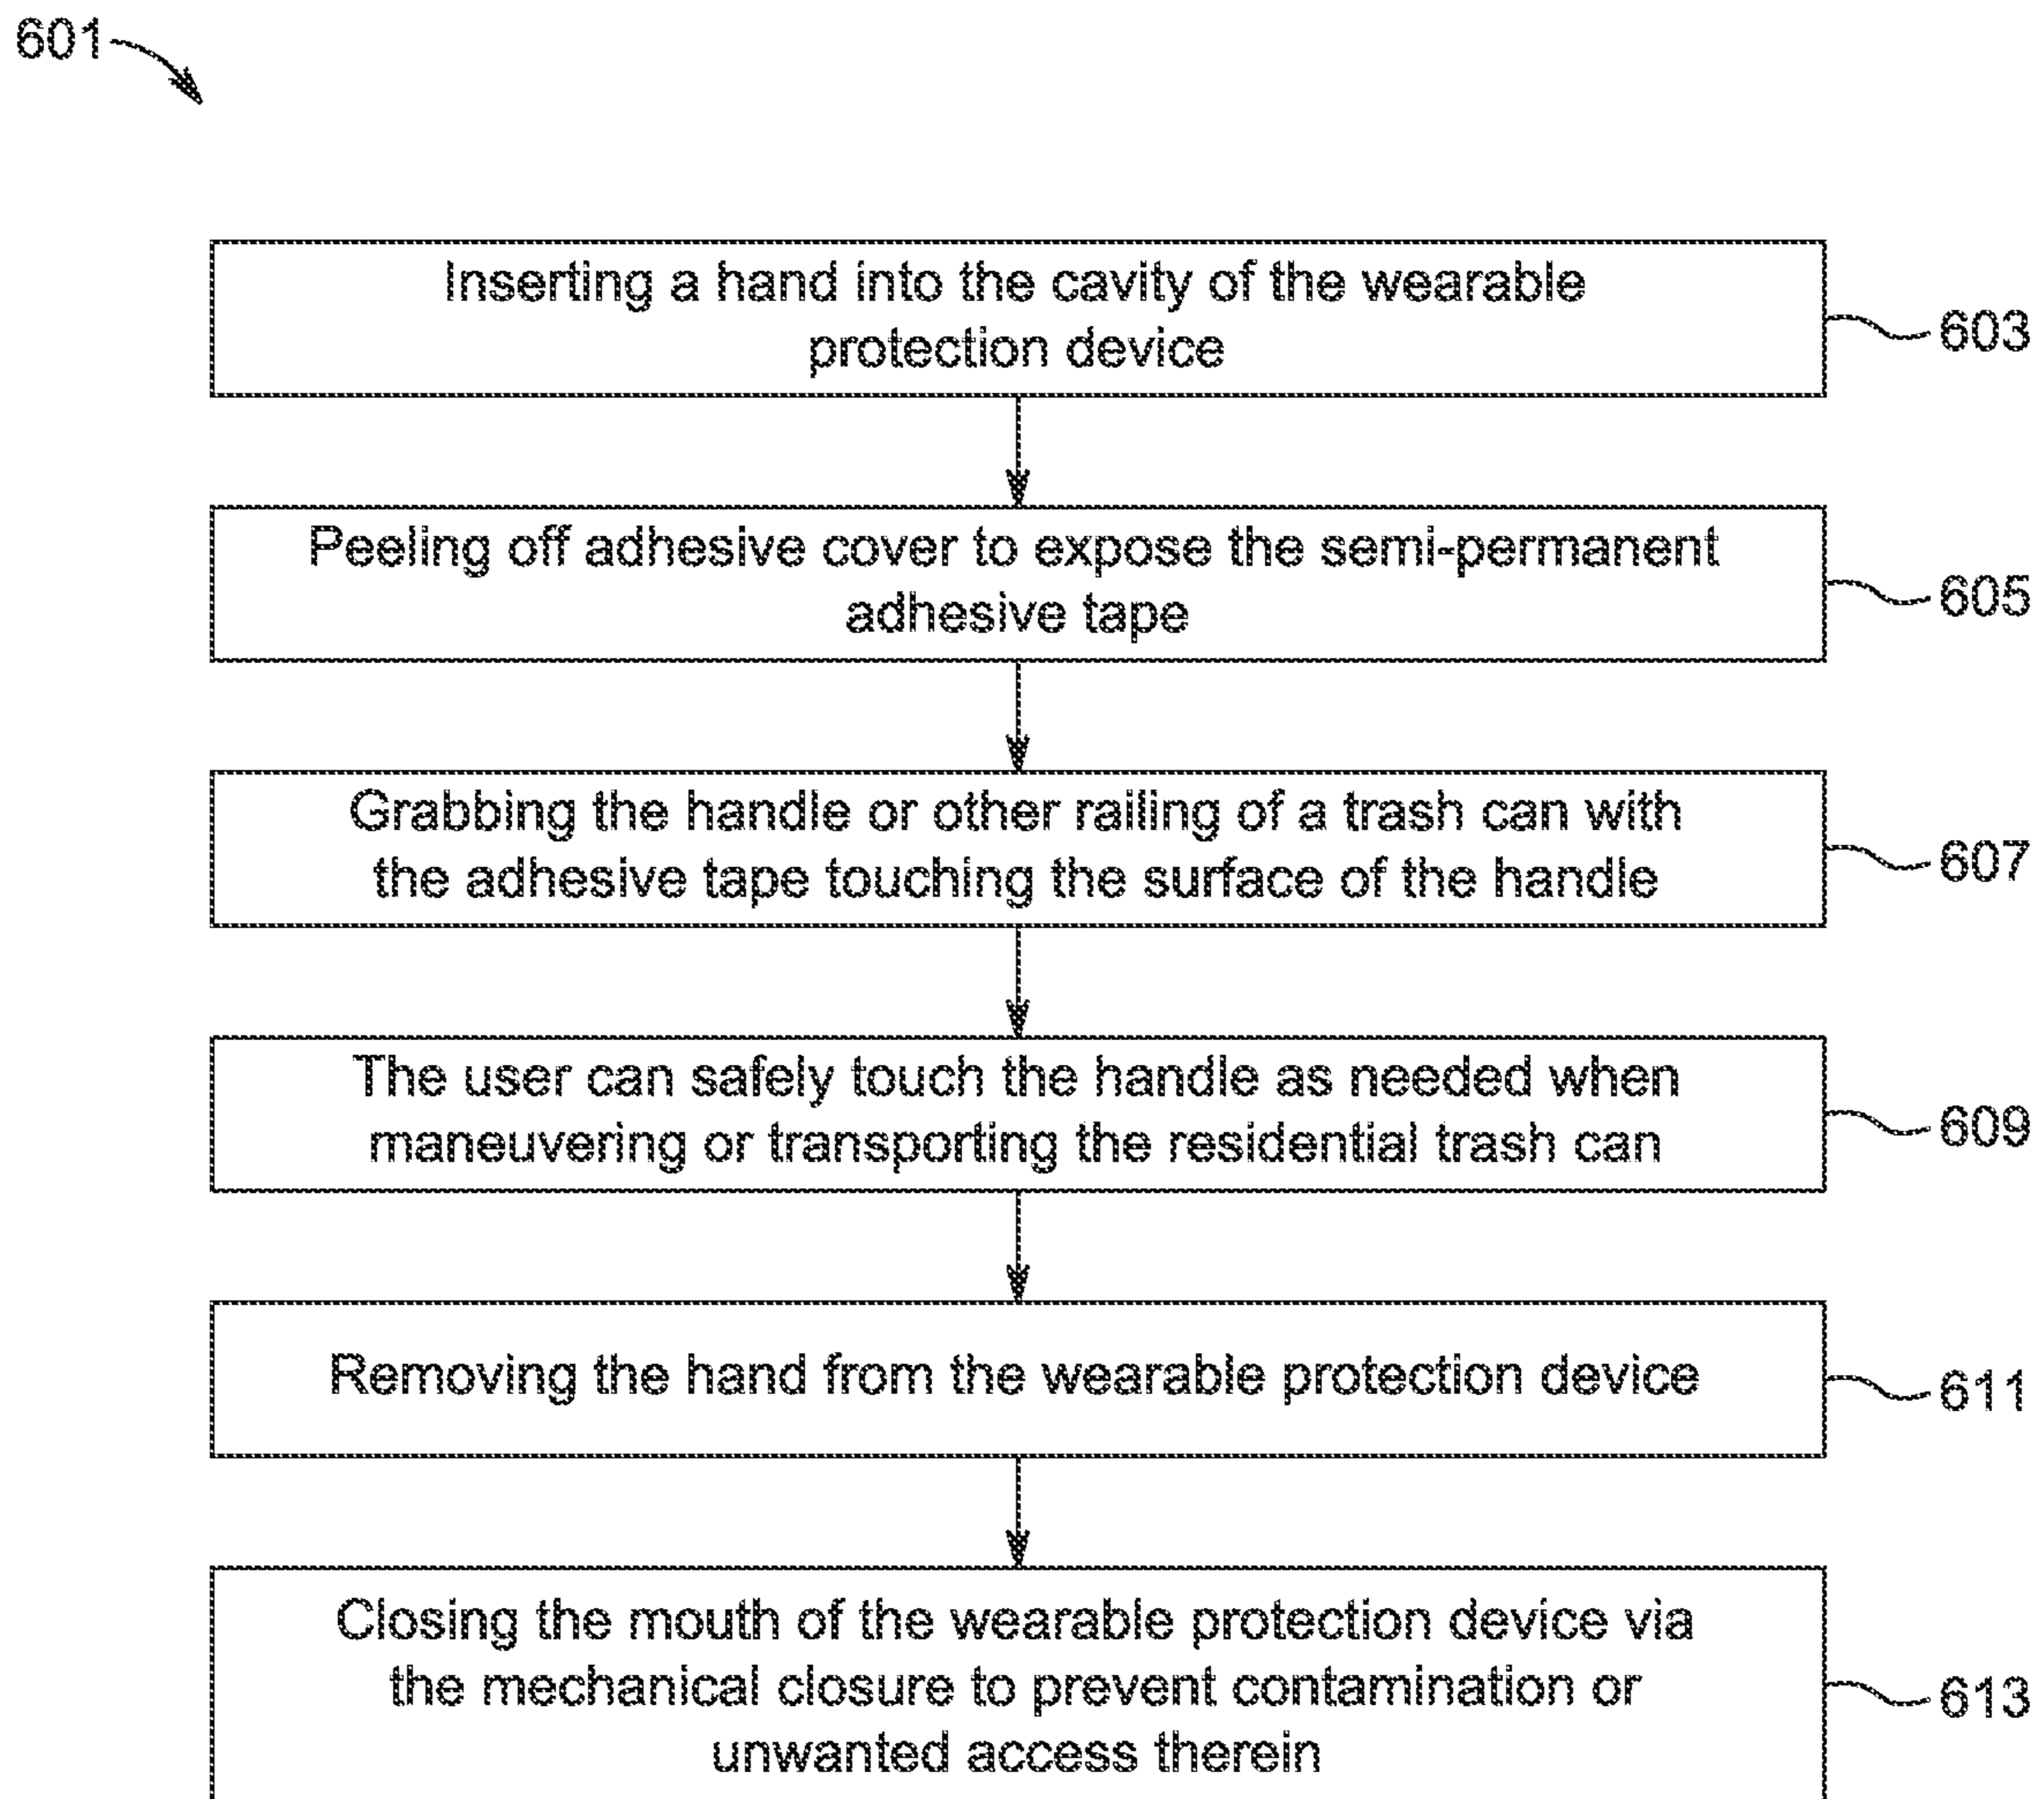 601
Inserting a hand into the cavity of the wearable
protection device
603
Peeling off adhesive cover to expose the semi-permanent
adhesive tape
605
Grabbing the handle or other railing of a trash can with
the adhesive tape touching the surface of the handle
607
The user can safely touch the handle as needed when
maneuvering or transporting the residential trash can
609
Removing the hand from the wearable protection device
611
Closing the mouth of the wearable protection device via
the mechanical closure to prevent contamination or
unwanted access therein
613